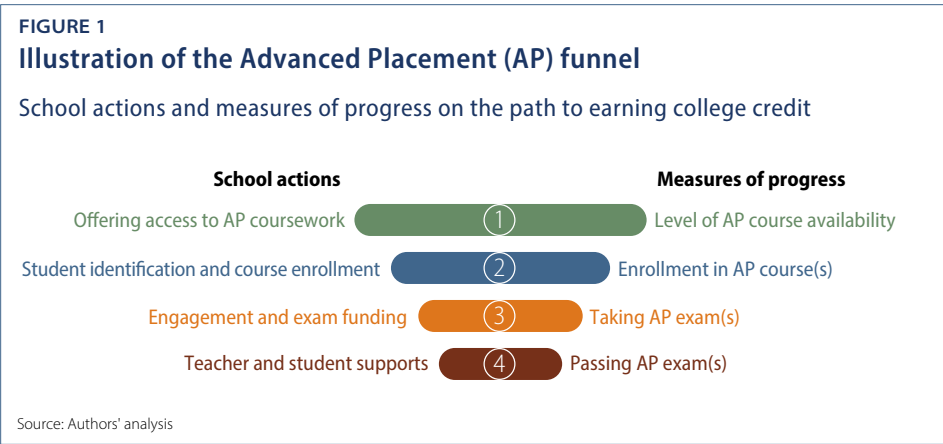 FIGURE 1
Illustration of the Advanced Placement (AP) funnel
School actions and measures of progress on the path to earning college credit
School actions
Measures of progress
Offering access to AP coursework
1
Level of AP course availability
Student identification and course enrollment
2
Enrollment in AP course(s)
Engagement and exam funding
3
Taking AP exam(s)
Teacher and student supports
4
Passing AP exam(s)
Source: Authors' analysis